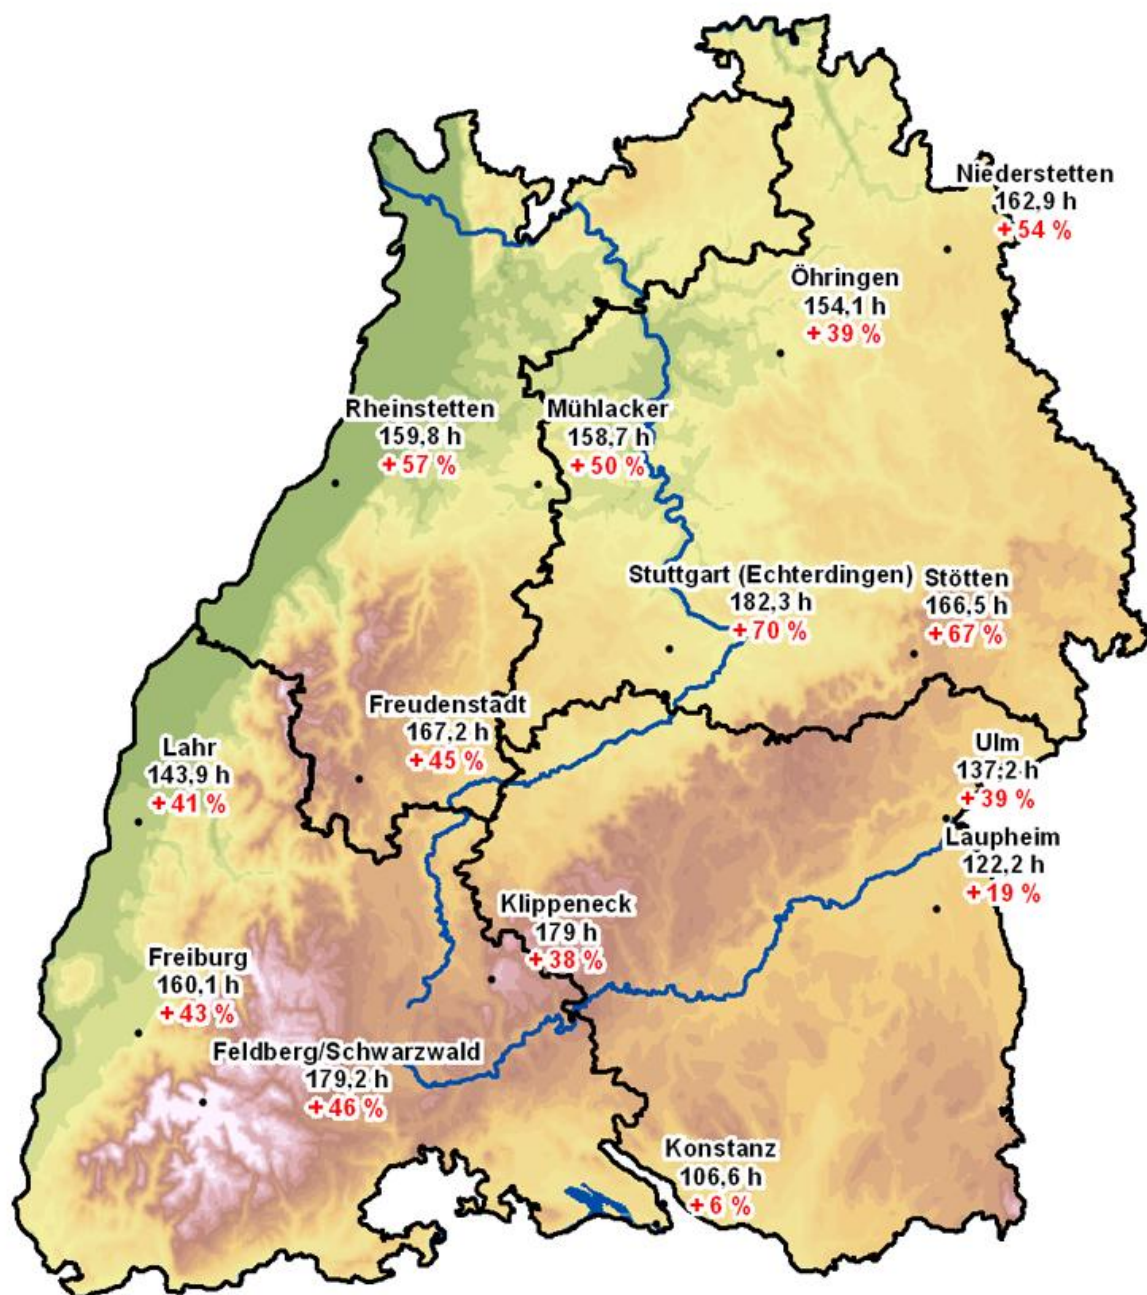 Niederstetten
162,9 h
+ 54 %
Öhringen
154,1 h
+ 39 %
Rheinstetten
159,8 h
+ 57 %
Mühlacker
158,7 h
+ 50 %
Stuttgart (Echterdingen)
182,3 h
+ 70 %
Stötten
166,5 h
+ 67 %
Freudenstadt
167,2 h
+ 45 %
Lahr
143,9 h
+ 41 %
Ulm
137,2 h
+ 39 %
Laupheim
122,2 h
+ 19 %
Klippeneck
179 h
+ 38 %
Freiburg
160,1 h
+ 43 %
Feldberg/Schwarzwald
179,2 h
+ 46 %
Konstanz
106,6 h
+ 6 %